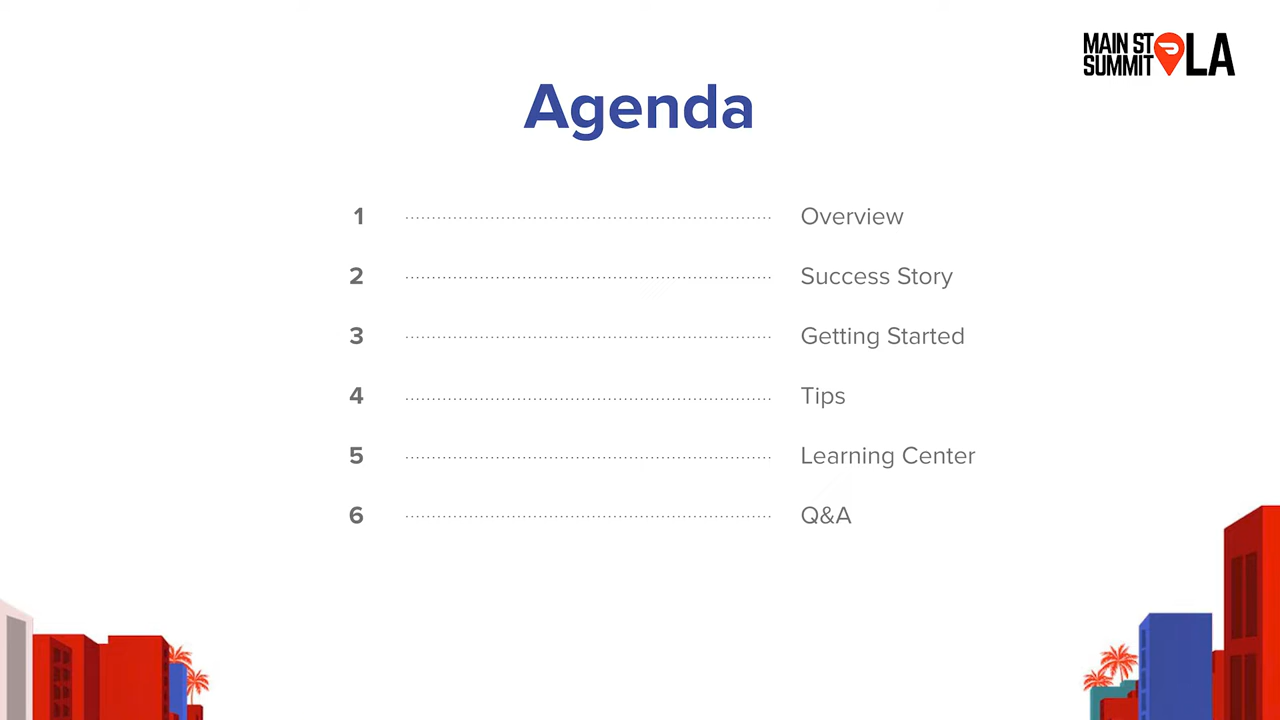 MAIN ST
SUMMIT
LA
Agenda
1 Overview
2 Success Story
3 Getting Started
4 Tips
5 Learning Center
6 Q&A